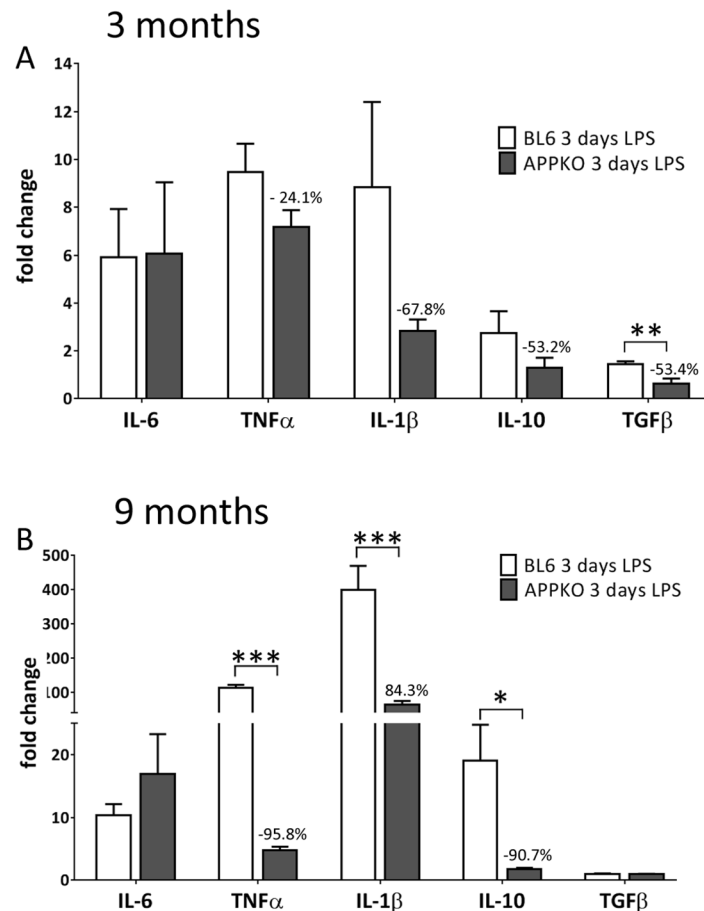 3 months
A
14
12
10
8
6
4
2
0
fold change
BL6 3 days LPS
APPKO 3 days LPS
- 24.1%
-67.8%
-53.2%
**
-53.4%
IL-6 TNFα IL-1β IL-10 TGFβ
9 months
B
500
400
300
200
100
20
10
0
fold change
BL6 3 days LPS
APPKO 3 days LPS
***
***
*
-95.8%
84.3%
-90.7%
IL-6 TNFα IL-1β IL-10 TGFβ